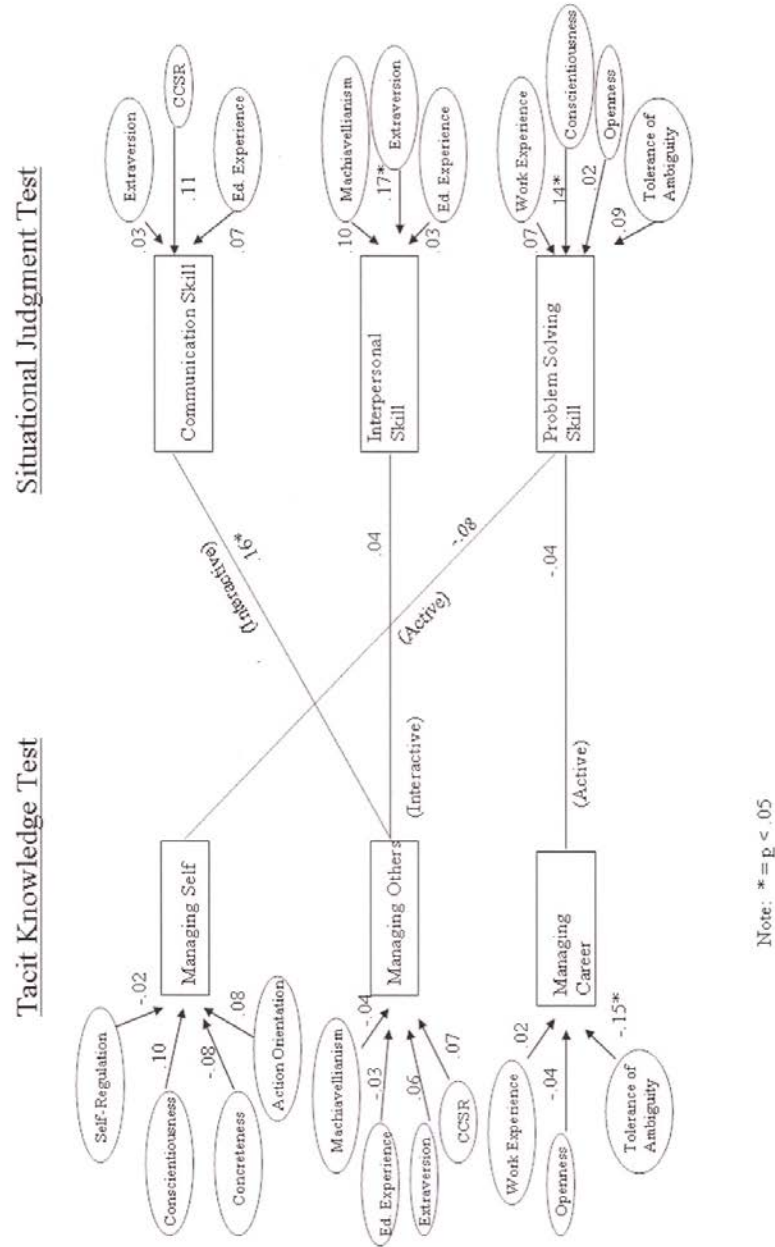 Tacit Knowledge Test
Situational Judgment Test
Self-Regulation
-.02
Conscientiousness
.10
Concreteness
-.08
Action Orientation
.08
Managing Self
Machiavellianism
-.04
Ed. Experience
-.03
Extraversion
.06
CCSR
.07
Managing Others
Work Experience
.02
Openness
-.04
Tolerance of
Ambiguity
-.15*
Managing
Career
(Interactive)
.16*
(Active)
-.08
(Interactive)
.04
(Active)
-.04
Communication Skill
.03
Extraversion
.11
CCSR
.07
Ed. Experience
Interpersonal
Skill
.10
Machiavellianism
.17*
Extraversion
.03
Ed. Experience
Problem Solving
Skill
.07
Work Experience
.14*
Conscientiousness
.02
Openness
.09
Tolerance of
Ambiguity
Note: * = p < .05